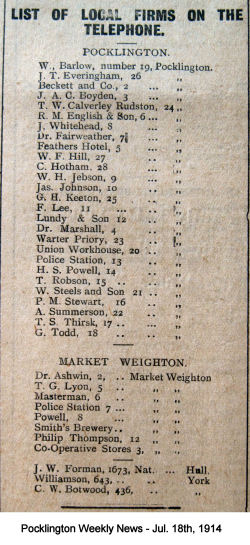 LIST OF LOCAL FIRMS ON THE
TELEPHONE.
POCKLINGTON.
W., Barlow, number 19, Pocklington.
J. T. Everingham, 26 „
Beckett and Co., 2 ... „
J. A. C. Boyden, 3 ... „
T. W. Calverley Rudston, 24 „
R. M. English & Son, 6 ... „
J. Whitehead, 8 ... „
Dr. Fairweather, 7 ... „
Feathers Hotel, 5 ... „
W. F. Hill, 27 ... „
C. Hotham. 28 ... „
W. H. Jebson, 9 ... „
Jas. Johnson, 10 ... „
G. H. Keeton, 25 ... „
F. Lee, 11 ... ... „
Lundy & Son 12 ... „
Dr. Marshall, 4 ... „
Warter Priory, 23 ... „
Union Workhouse, 20 .. „
Police Station, 13 ... „
H. S. Powell, 14 ... „
T. Robson, 15 .. ... „
W. Steels and Son 21 .. „
P. M. Stewart, 16 „
A. Summerson, 22 ... „
T. S. Thirsk, 17 .. ... „
G. Todd, 18 .. ... „
MARKET WEIGHTON.
Dr. Ashwin, 2, .. Market Weighton
T. G. Lyon, 5 .. „ „
Masterman, 6 .. „ „
Police Station 7 ... „ „
Powell, 8 ... „ „
Smith's Brewery.. „ „
Philip Thompson, 12 „ „
Co-Operative Stores 3, „ „
J. W. Forman, 1673, Nat. ... Hull.
Williamson, 643, .. .. York
C. W. Botwood, 436, .. „
Pocklington Weekly News - Jul. 18th, 1914